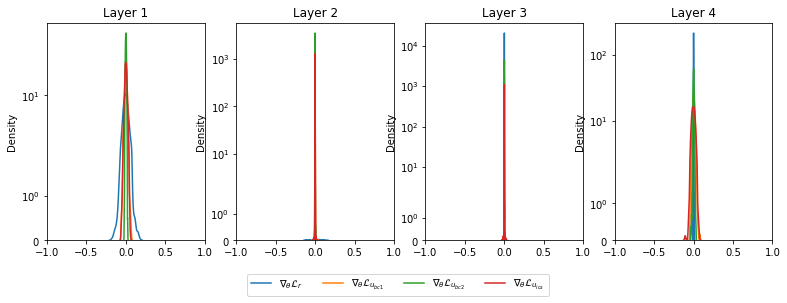 Layer 1 Layer 2 Layer 3 Layer 4
Density 10¹ 10⁰ 0
Density 10³ 10² 10¹ 10⁰ 0
Density 10⁴ 10³ 10² 10¹ 10⁰ 0
Density 10² 10¹ 10⁰ 0
−1.0 −0.5 0.0 0.5 1.0 −1.0 −0.5 0.0 0.5 1.0 −1.0 −0.5 0.0 0.5 1.0 −1.0 −0.5 0.0 0.5 1.0
∇θℒr ∇θℒu_bc1 ∇θℒu_bc2 ∇θℒu_ics